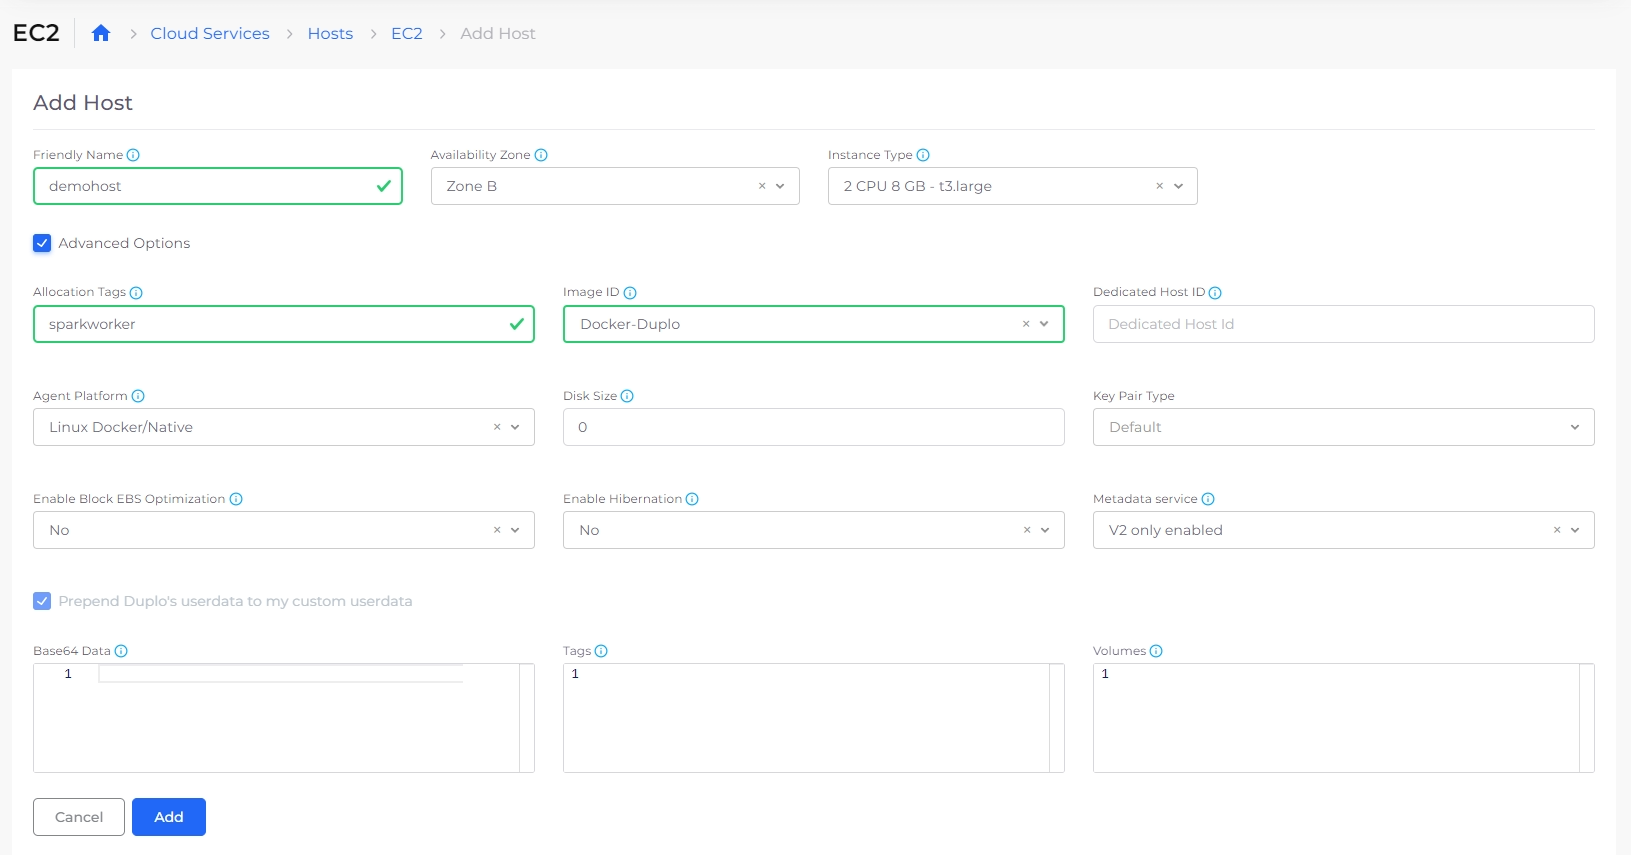 EC2 > Cloud Services > Hosts > EC2 > Add Host
Add Host
Friendly Name Availability Zone Instance Type
demohost Zone B × 2 CPU 8 GB - t3.large ×
Advanced Options
Allocation Tags Image ID Dedicated Host ID
sparkworker Docker-Duplo × Dedicated Host Id
Agent Platform Disk Size Key Pair Type
Linux Docker/Native × 0 Default
Enable Block EBS Optimization Enable Hibernation Metadata service
No × No × V2 only enabled ×
Prepend Duplo's userdata to my custom userdata
Base64 Data Tags Volumes
1 1 1
Cancel Add